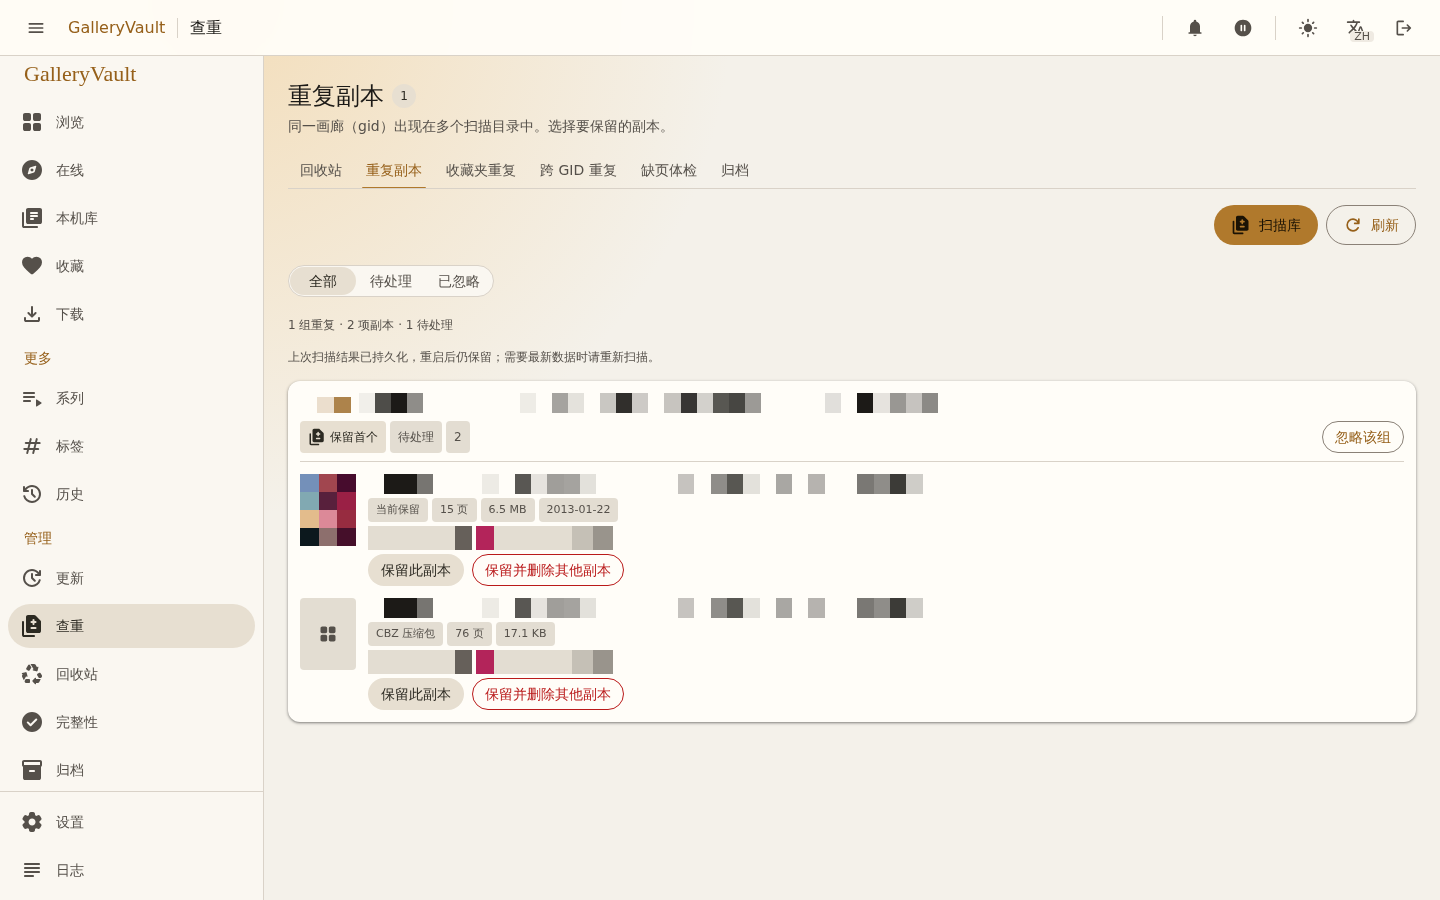 GalleryVault
查重
ZH
GalleryVault
浏览
在线
本机库
收藏
下载
更多
系列
标签
历史
管理
更新
查重
回收站
完整性
归档
设置
日志
重复副本 1
同一画廊（gid）出现在多个扫描目录中。选择要保留的副本。
回收站 重复副本 收藏夹重复 跨 GID 重复 缺页体检 归档
扫描库 刷新
全部 待处理 已忽略
1 组重复 · 2 项副本 · 1 待处理
上次扫描结果已持久化，重启后仍保留；需要最新数据时请重新扫描。
保留首个 待处理 2 忽略该组
当前保留 15 页 6.5 MB 2013-01-22
保留此副本 保留并删除其他副本
CBZ 压缩包 76 页 17.1 KB
保留此副本 保留并删除其他副本